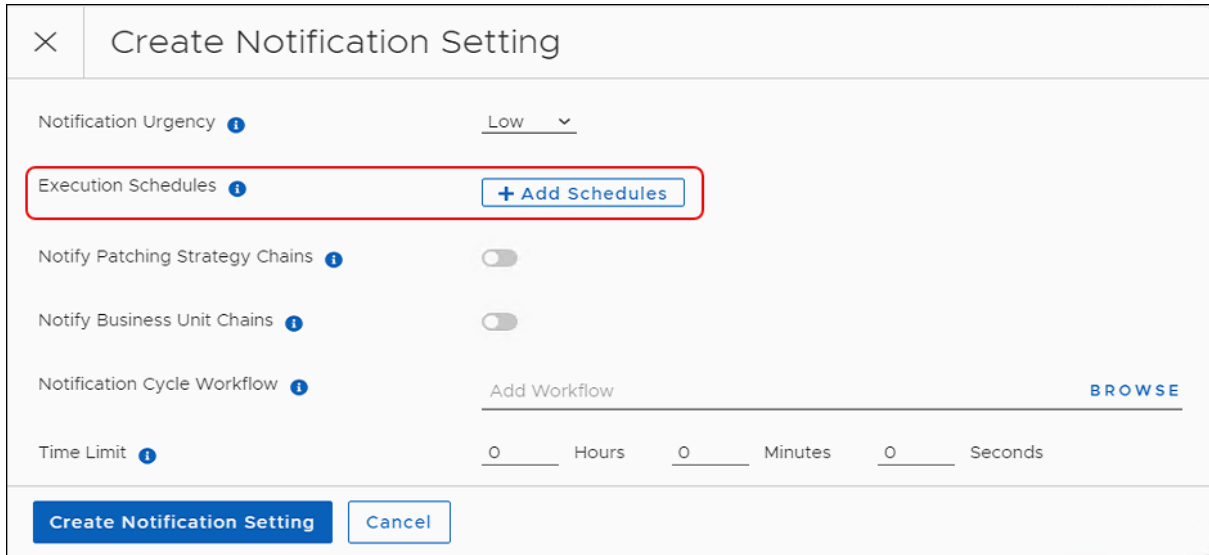 Create Notification Setting
Notification Urgency
Low
Execution Schedules
+ Add Schedules
Notify Patching Strategy Chains
Notify Business Unit Chains
Notification Cycle Workflow
Add Workflow
BROWSE
Time Limit
0 Hours 0 Minutes 0 Seconds
Create Notification Setting
Cancel